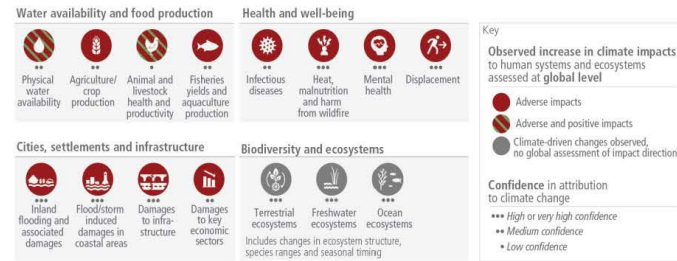 Water availability and food production
Physical
water
availability
Agriculture/
crop
production
Animal and
livestock
health and
productivity
Fisheries
yields and
aquaculture
production
Health and well-being
Infectious
diseases
Heat,
malnutrition
and harm
from wildfire
Mental
health
Displacement
Cities, settlements and infrastructure
Inland
flooding and
associated
damages
Flood/storm
induced
damages in
coastal areas
Damages
to infra-
structure
Damages
to key
economic
sectors
Biodiversity and ecosystems
Terrestrial
ecosystems
Freshwater
ecosystems
Ocean
ecosystems
Includes changes in ecosystem structure,
species ranges and seasonal timing
Key
Observed increase in climate impacts
to human systems and ecosystems
assessed at global level
Adverse impacts
Adverse and positive impacts
Climate-driven changes observed,
no global assessment of impact direction
Confidence in attribution
to climate change
••• High or very high confidence
•• Medium confidence
• Low confidence